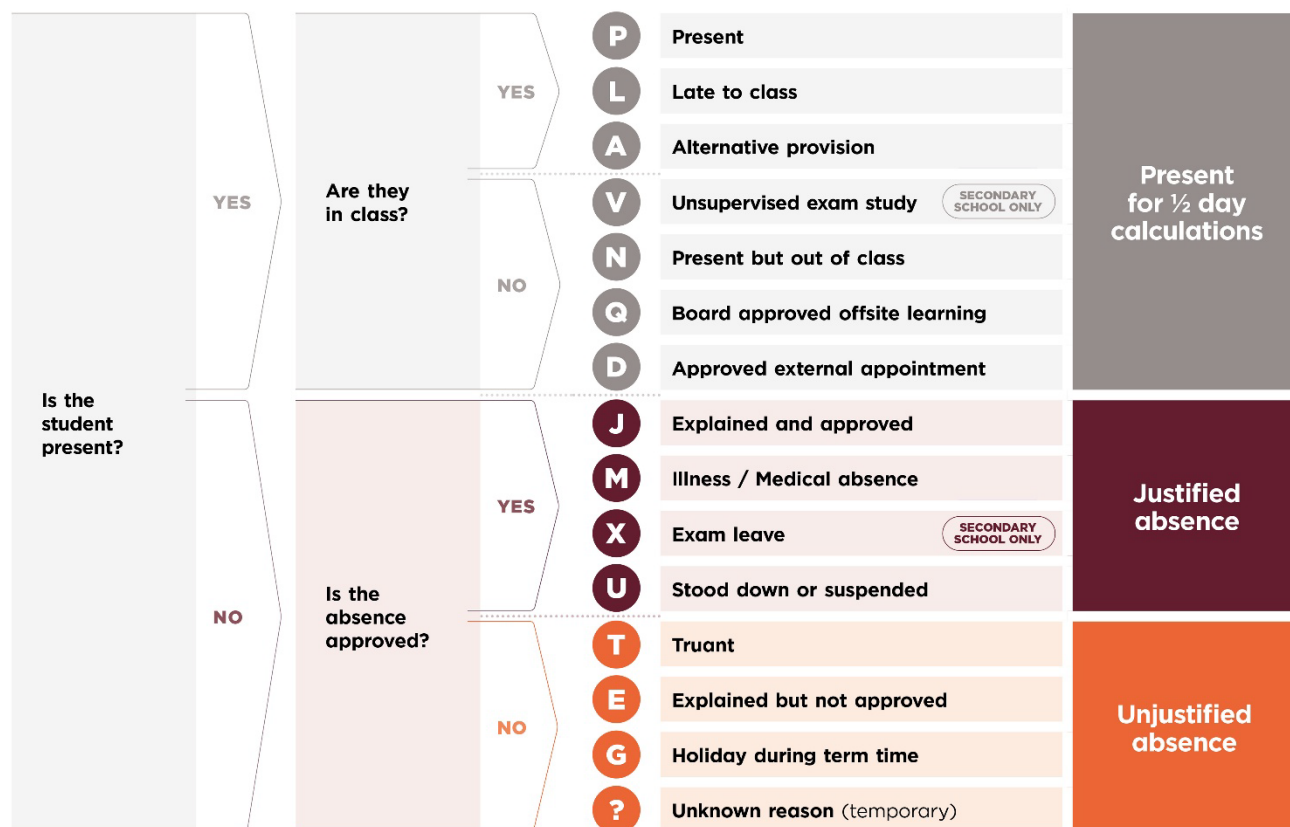 Is the
student
present?
YES
NO
Are they
in class?
YES
NO
Is the
absence
approved?
YES
NO
P Present
L Late to class
A Alternative provision
V Unsupervised exam study SECONDARY
SCHOOL ONLY
N Present but out of class
Q Board approved offsite learning
D Approved external appointment
J Explained and approved
M Illness / Medical absence
X Exam leave SECONDARY
SCHOOL ONLY
U Stood down or suspended
T Truant
E Explained but not approved
G Holiday during term time
? Unknown reason (temporary)
Present
for ½ day
calculations
Justified
absence
Unjustified
absence